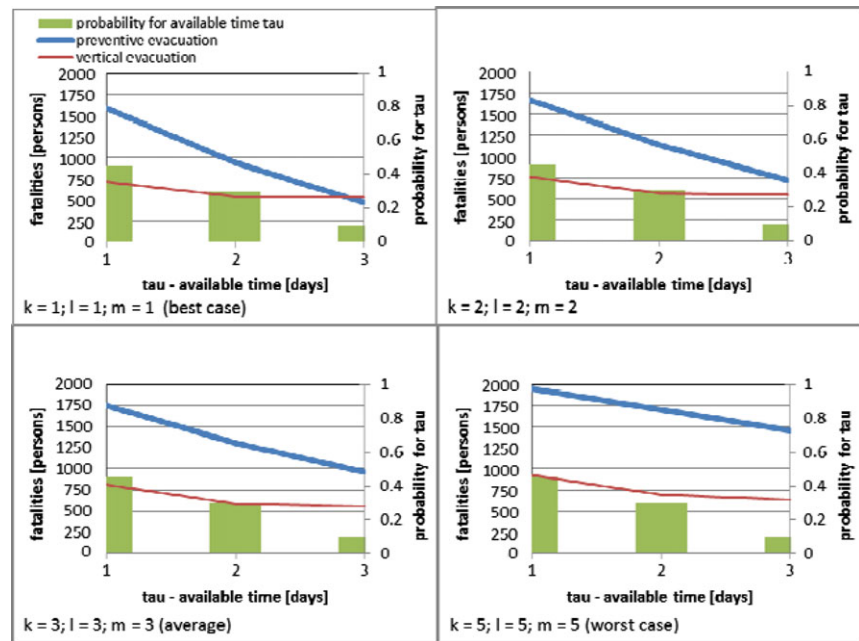 probability for available time tau
preventive evacuation
vertical evacuation
2000
1750
1500
1250
1000
750
500
250
0
fatalities [persons]
1
0.8
0.6
0.4
0.2
0
probability for tau
1 2 3
tau - available time [days]
k = 1; l = 1; m = 1 (best case)
2000
1750
1500
1250
1000
750
500
250
0
fatalities [persons]
1
0.8
0.6
0.4
0.2
0
probability for tau
1 2 3
tau - available time [days]
k = 2; l = 2; m = 2
2000
1750
1500
1250
1000
750
500
250
0
fatalities [persons]
1
0.8
0.6
0.4
0.2
0
probability for tau
1 2 3
tau - available time [days]
k = 3; l = 3; m = 3 (average)
2000
1750
1500
1250
1000
750
500
250
0
fatalities [persons]
1
0.8
0.6
0.4
0.2
0
probability for tau
1 2 3
tau - available time [days]
k = 5; l = 5; m = 5 (worst case)